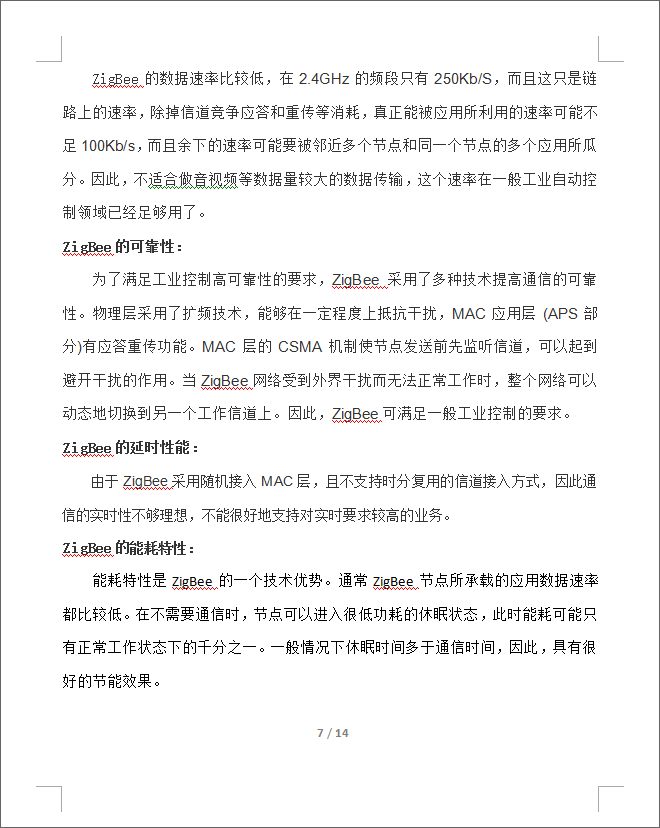 ZigBee 的数据速率比较低，在 2.4GHz 的频段只有 250Kb/S，而且这只是链
路上的速率，除掉信道竞争应答和重传等消耗，真正能被应用所利用的速率可能不
足 100Kb/s，而且余下的速率可能要被邻近多个节点和同一个节点的多个应用所瓜
分。因此，不适合做音视频等数据量较大的数据传输，这个速率在一般工业自动控
制领域已经足够用了。
ZigBee 的可靠性：
为了满足工业控制高可靠性的要求，ZigBee 采用了多种技术提高通信的可靠
性。物理层采用了扩频技术，能够在一定程度上抵抗干扰，MAC 应用层 (APS 部
分)有应答重传功能。MAC 层的 CSMA 机制使节点发送前先监听信道，可以起到
避开干扰的作用。当 ZigBee 网络受到外界干扰而无法正常工作时，整个网络可以
动态地切换到另一个工作信道上。因此，ZigBee 可满足一般工业控制的要求。
ZigBee 的延时性能：
由于 ZigBee 采用随机接入 MAC 层，且不支持时分复用的信道接入方式，因此通
信的实时性不够理想，不能很好地支持对实时要求较高的业务。
ZigBee 的能耗特性：
能耗特性是 ZigBee 的一个技术优势。通常 ZigBee 节点所承载的应用数据速率
都比较低。在不需要通信时，节点可以进入很低功耗的休眠状态，此时能耗可能只
有正常工作状态下的千分之一。一般情况下休眠时间多于通信时间，因此，具有很
好的节能效果。
7 / 14